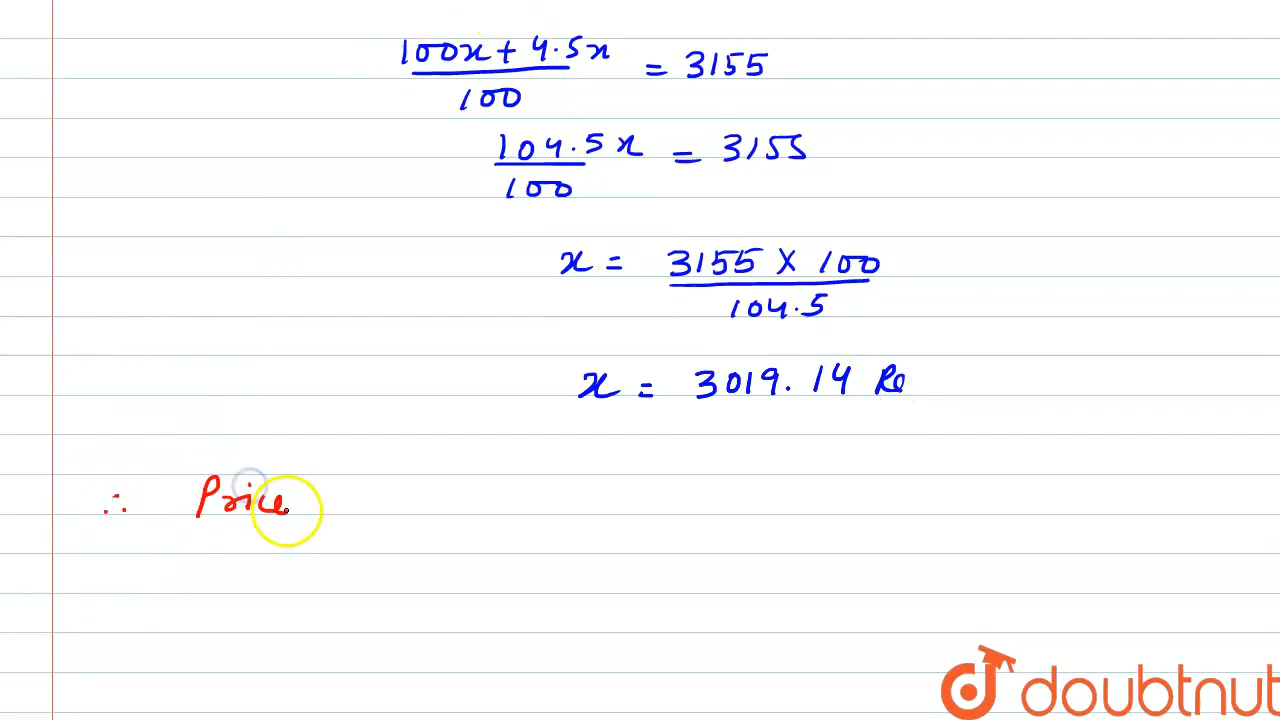 100x + 4.5x
100
= 3155
104.5x
100
= 3155
x = 3155 × 100
104.5
x = 3019.14 Rs
∴ Price
doubtnut